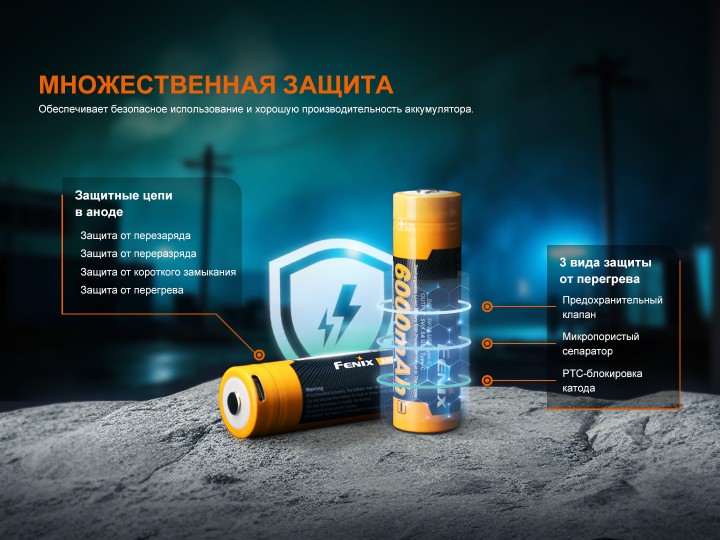 МНОЖЕСТВЕННАЯ ЗАЩИТА
Обеспечивает безопасное использование и хорошую производительность аккумулятора.
Защитные цепи
в аноде
Защита от перезаряда
Защита от переразряда
Защита от короткого замыкания
Защита от перегрева
3 вида защиты
от перегрева
Предохранительный
клапан
Микропористый
сепаратор
РТС-блокировка
катода
6000mAh
FENIX
FENIX
Warning